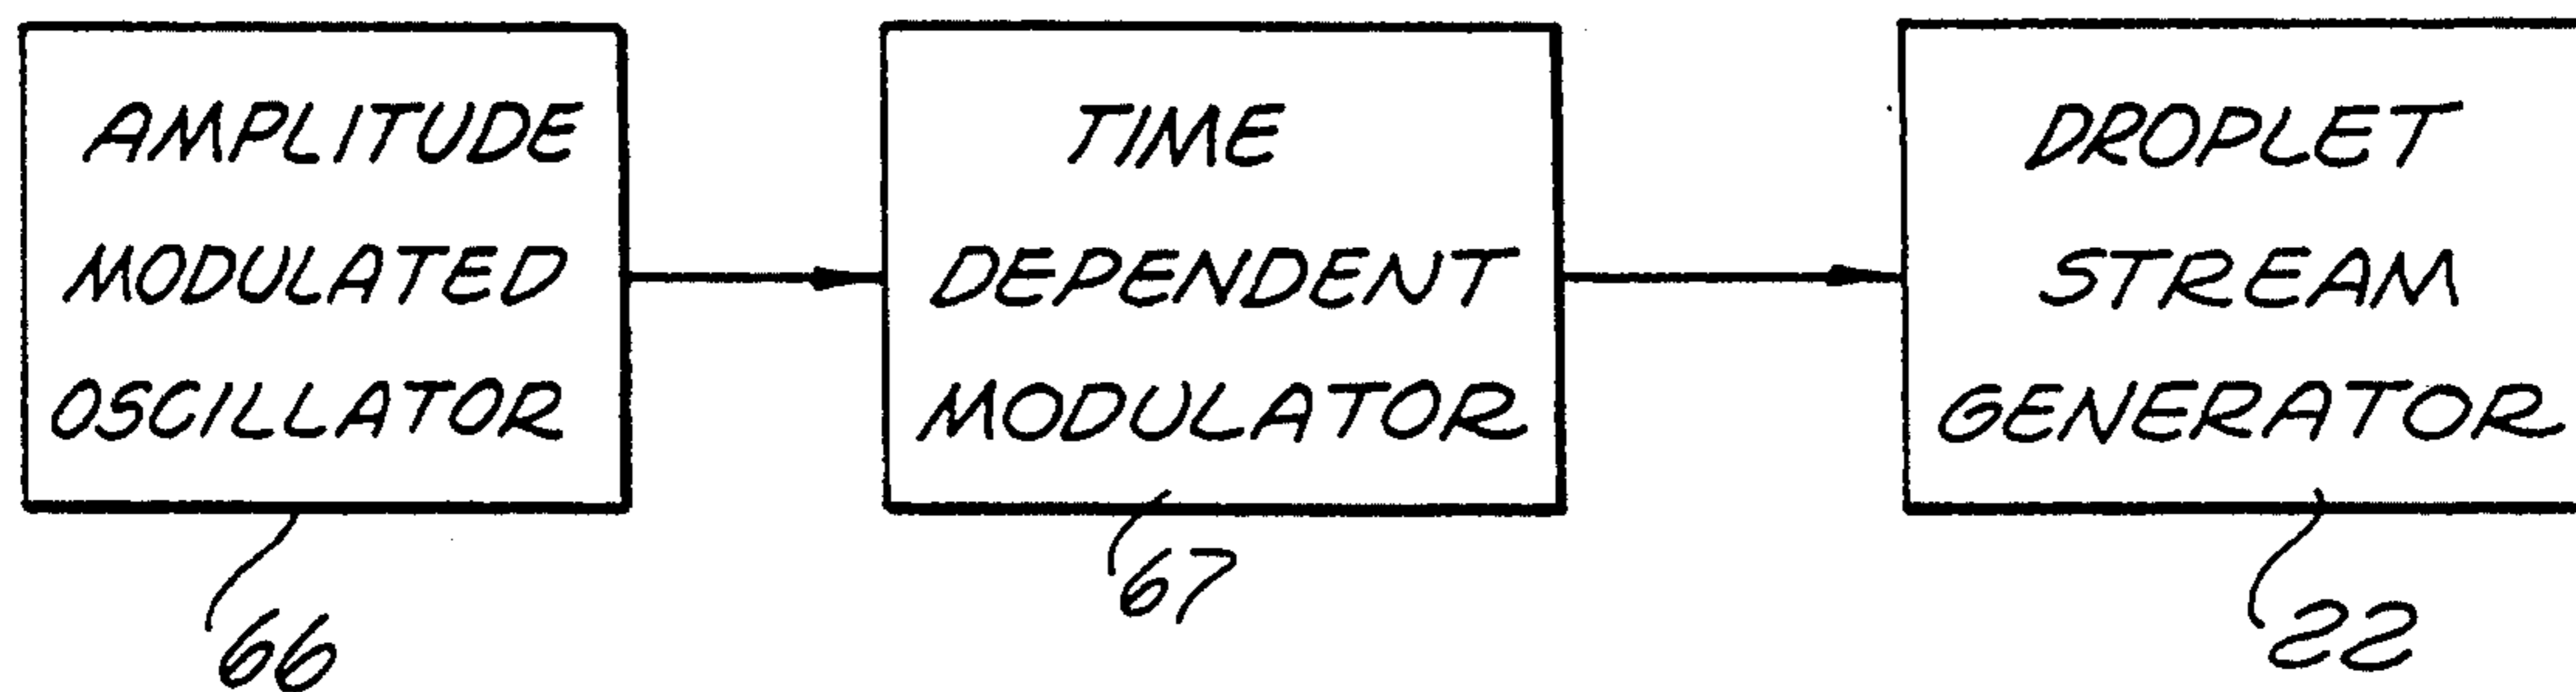 AMPLITUDE
MODULATED
OSCILLATOR
66
TIME
DEPENDENT
MODULATOR
67
DROPLET
STREAM
GENERATOR
22